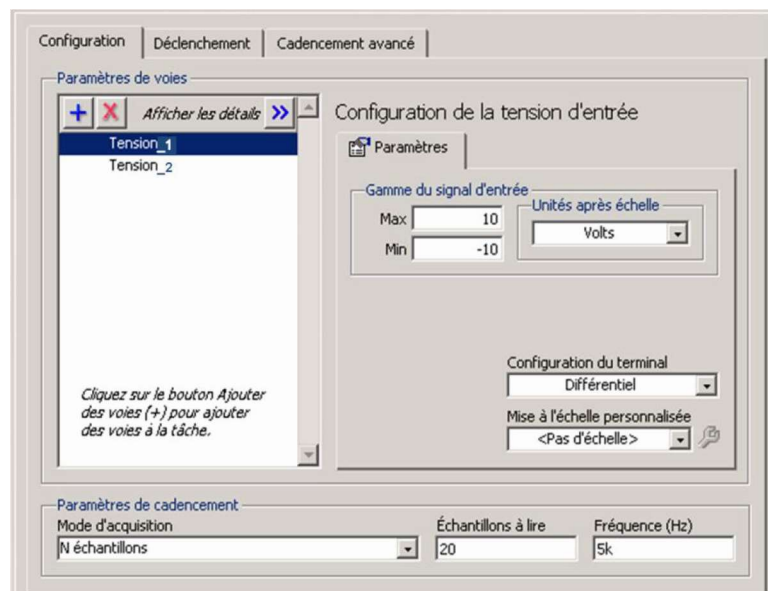 Configuration Déclenchement Cadencement avancé
Paramètres de voies
Afficher les détails
Tension_1
Tension_2
Cliquez sur le bouton Ajouter
des voies (+) pour ajouter
des voies à la tâche.
Configuration de la tension d'entrée
Paramètres
Gamme du signal d'entrée
Max 10
Min -10
Unités après échelle
Volts
Configuration du terminal
Différentiel
Mise à l'échelle personnalisée
<Pas d'échelle>
Paramètres de cadencement
Mode d'acquisition Échantillons à lire Fréquence (Hz)
N échantillons 20 5k